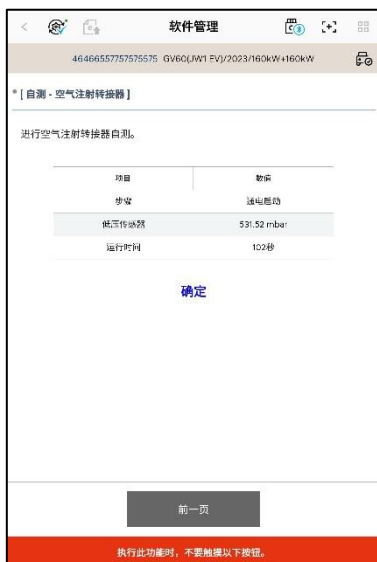 软件管理
46466557757575575 GV60(JW1 EV)/2023/160kW+160kW
[自测 - 空气注射转接器]
进行空气注射转接器自测。
项目 数值
步骤 通电启动
低压传感器 531.52 mbar
运行时间 102秒
确定
前一页
执行此功能时，不要触摸以下按钮。